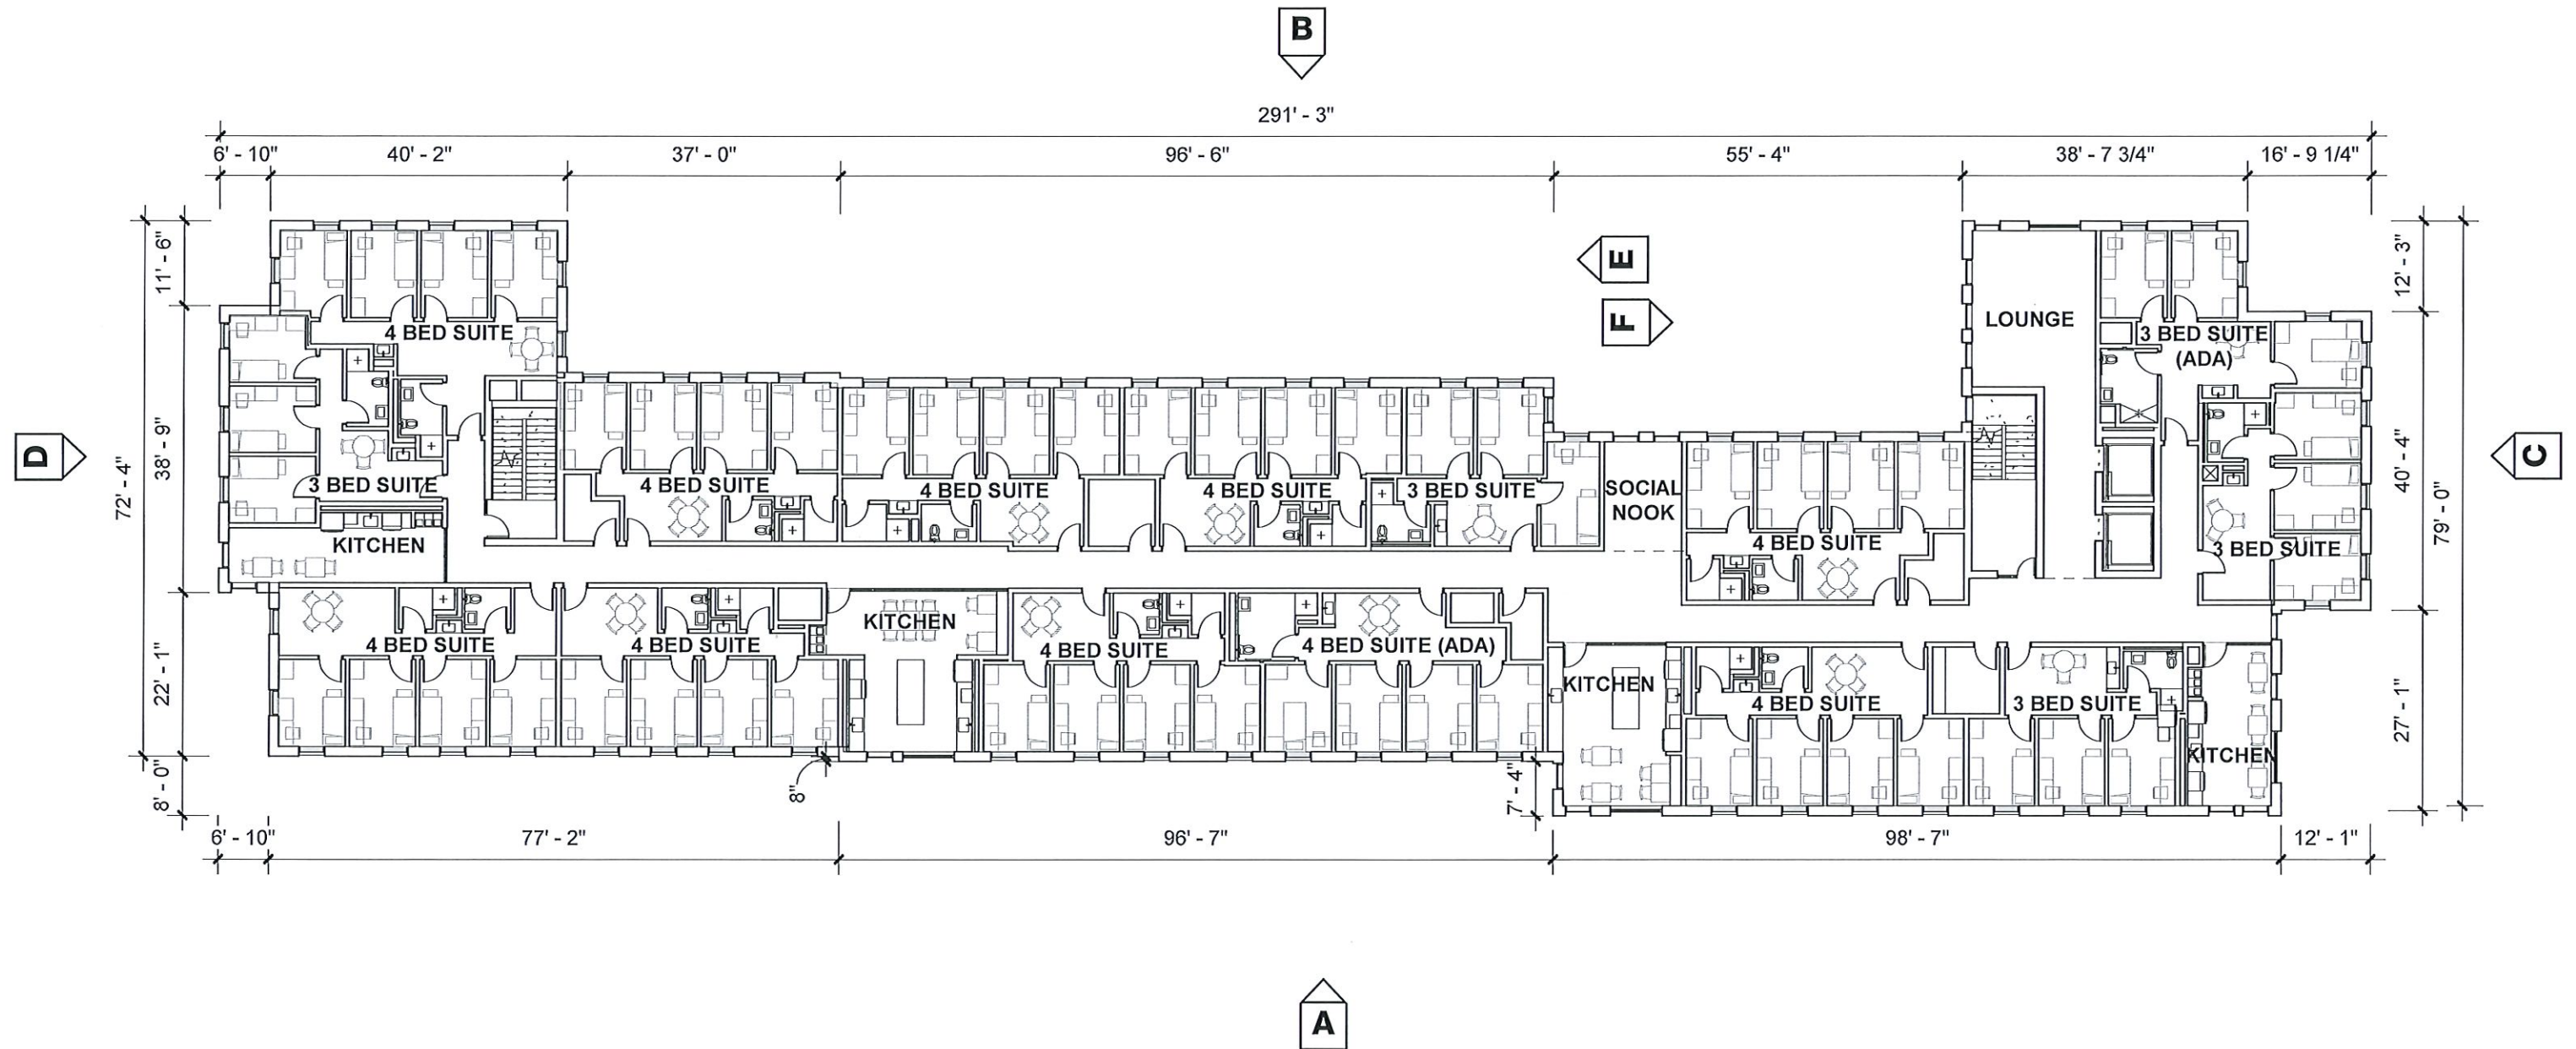 B
291' - 3"
6' - 10"
40' - 2"
37' - 0"
96' - 6"
55' - 4"
38' - 7 3/4"
16' - 9 1/4"
11' - 6"
38' - 9"
72' - 4"
22' - 1"
8' - 0"
12' - 3"
40' - 4"
79' - 0"
27' - 1"
E
F
D
C
4 BED SUITE
LOUNGE
3 BED SUITE
(ADA)
3 BED SUITE
4 BED SUITE
4 BED SUITE
4 BED SUITE
3 BED SUITE
SOCIAL
NOOK
4 BED SUITE
3 BED SUITE
KITCHEN
KITCHEN
4 BED SUITE
4 BED SUITE
4 BED SUITE
4 BED SUITE (ADA)
KITCHEN
4 BED SUITE
3 BED SUITE
KITCHEN
8"
7' - 4"
6' - 10"
77' - 2"
96' - 7"
98' - 7"
12' - 1"
A